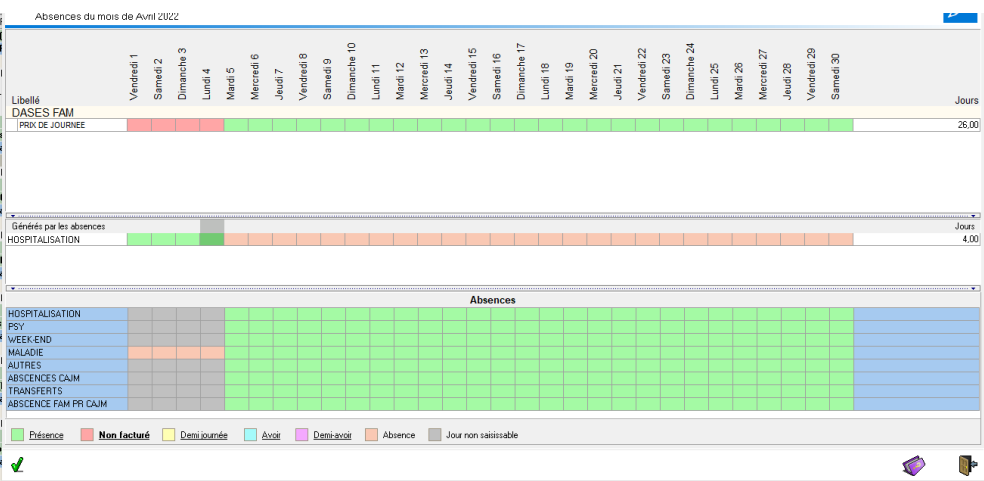 Absences du mois de Avril 2022
Libellé Vendredi 1 Samedi 2 Dimanche 3 Lundi 4 Mardi 5 Mercredi 6 Jeudi 7 Vendredi 8 Samedi 9 Dimanche 10 Lundi 11 Mardi 12 Mercredi 13 Jeudi 14 Vendredi 15 Samedi 16 Dimanche 17 Lundi 18 Mardi 19 Mercredi 20 Jeudi 21 Vendredi 22 Samedi 23 Dimanche 24 Lundi 25 Mardi 26 Mercredi 27 Jeudi 28 Vendredi 29 Samedi 30 Jours
DASES FAM
PRIX DE JOURNEE 26,00
Générés par les absences Jours
HOSPITALISATION 4,00
Absences
HOSPITALISATION
PSY
WEEK-END
MALADIE
AUTRES
ABSCENCES CAJM
TRANSFERTS
ABSCENCE FAM PR CAJM
Présence Non facturé Demi journée Avoir Demi-avoir Absence Jour non saisissable